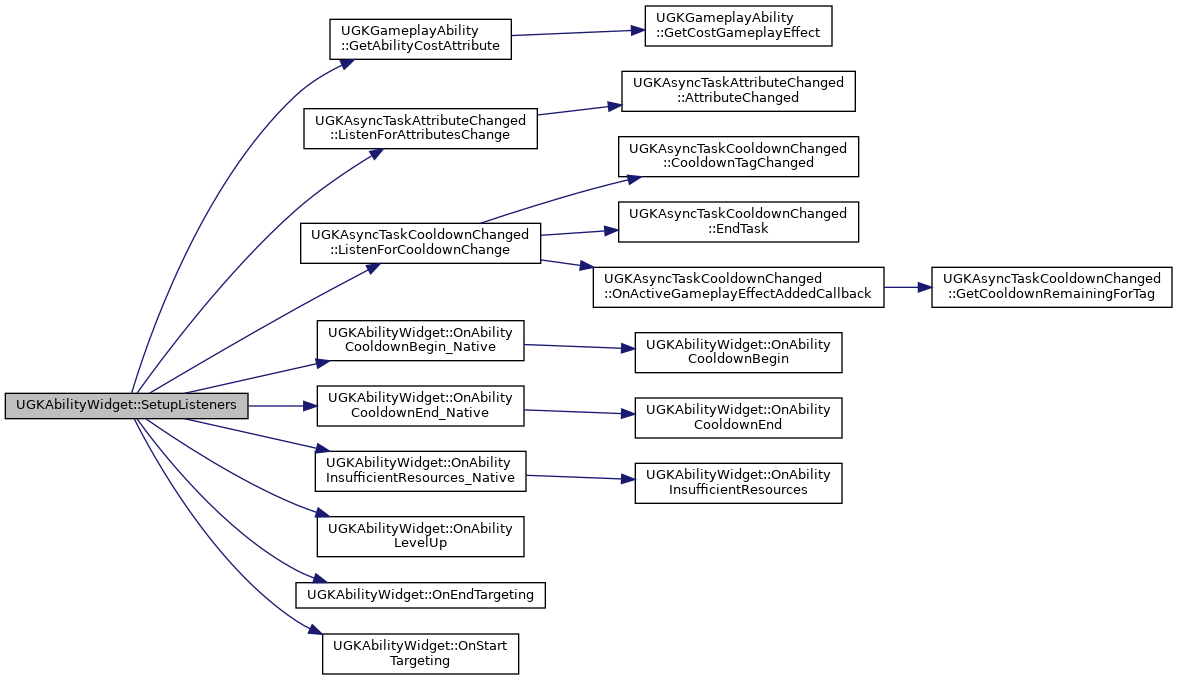 UGKAbilityWidget::SetupListeners
UGKGameplayAbility
::GetAbilityCostAttribute
UGKGameplayAbility
::GetCostGameplayEffect
UGKAsyncTaskAttributeChanged
::ListenForAttributesChange
UGKAsyncTaskAttributeChanged
::AttributeChanged
UGKAsyncTaskCooldownChanged
::ListenForCooldownChange
UGKAsyncTaskCooldownChanged
::CooldownTagChanged
UGKAsyncTaskCooldownChanged
::EndTask
UGKAsyncTaskCooldownChanged
::OnActiveGameplayEffectAddedCallback
UGKAsyncTaskCooldownChanged
::GetCooldownRemainingForTag
UGKAbilityWidget::OnAbility
CooldownBegin_Native
UGKAbilityWidget::OnAbility
CooldownBegin
UGKAbilityWidget::OnAbility
CooldownEnd_Native
UGKAbilityWidget::OnAbility
CooldownEnd
UGKAbilityWidget::OnAbility
InsufficientResources_Native
UGKAbilityWidget::OnAbility
InsufficientResources
UGKAbilityWidget::OnAbility
LevelUp
UGKAbilityWidget::OnEndTargeting
UGKAbilityWidget::OnStart
Targeting